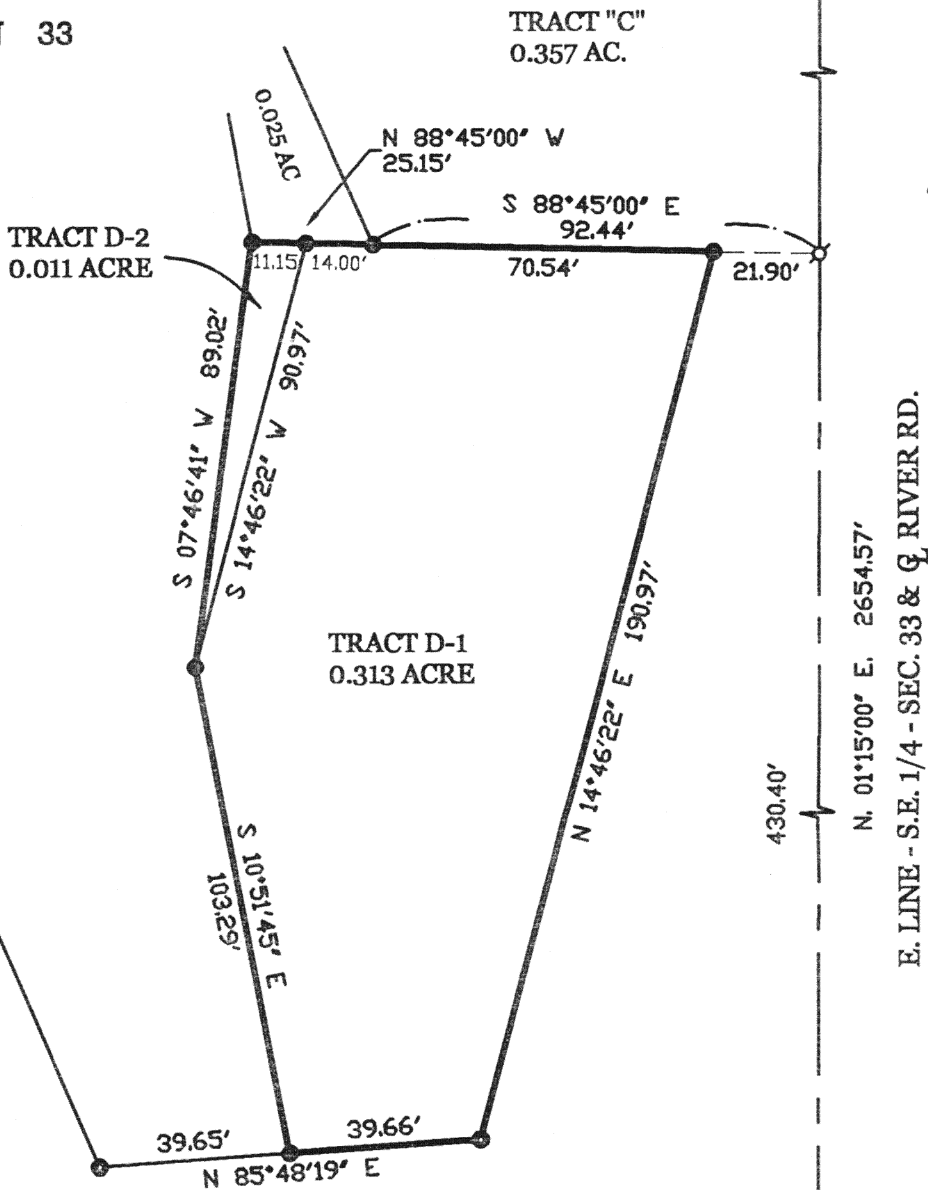 33
TRACT "C"
0.357 AC.
0.025 AC
N 88°45'00" W
25.15'
S 88°45'00" E
92.44'
TRACT D-2
0.011 ACRE
11.15
14.00'
70.54'
21.90'
S 07°46'41" W 89.02'
S 14°46'22" W 90.97'
TRACT D-1
0.313 ACRE
N 14°46'22" E 190.97'
S 10°51'45" E
103.29'
430.40'
N. 01°15'00" E. 2654.57'
E. LINE - S.E. 1/4 - SEC. 33 & ℄ RIVER RD.
39.65'
39.66'
N 85°48'19" E